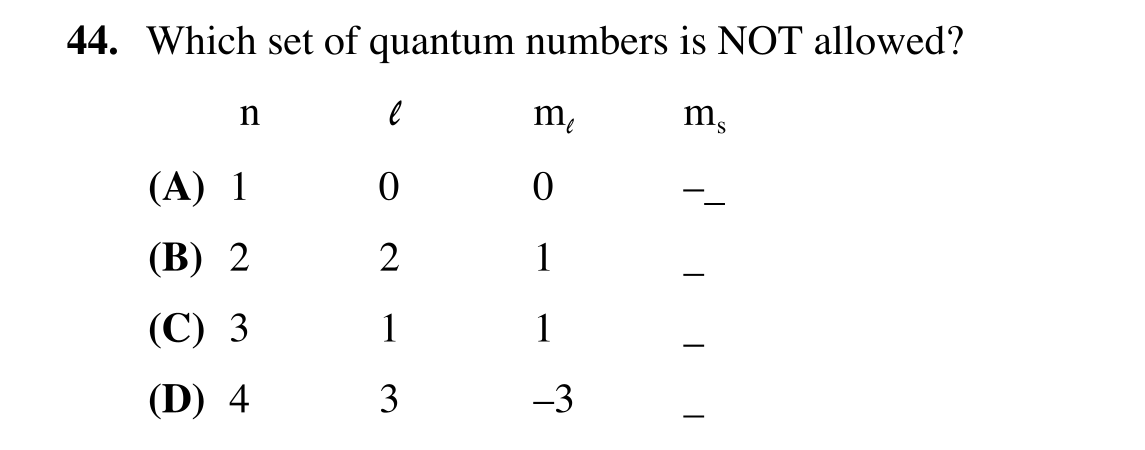 44. Which set of quantum numbers is NOT allowed?
n ℓ mℓ ms
(A) 1 0 0 –_
(B) 2 2 1 _
(C) 3 1 1 _
(D) 4 3 –3 _